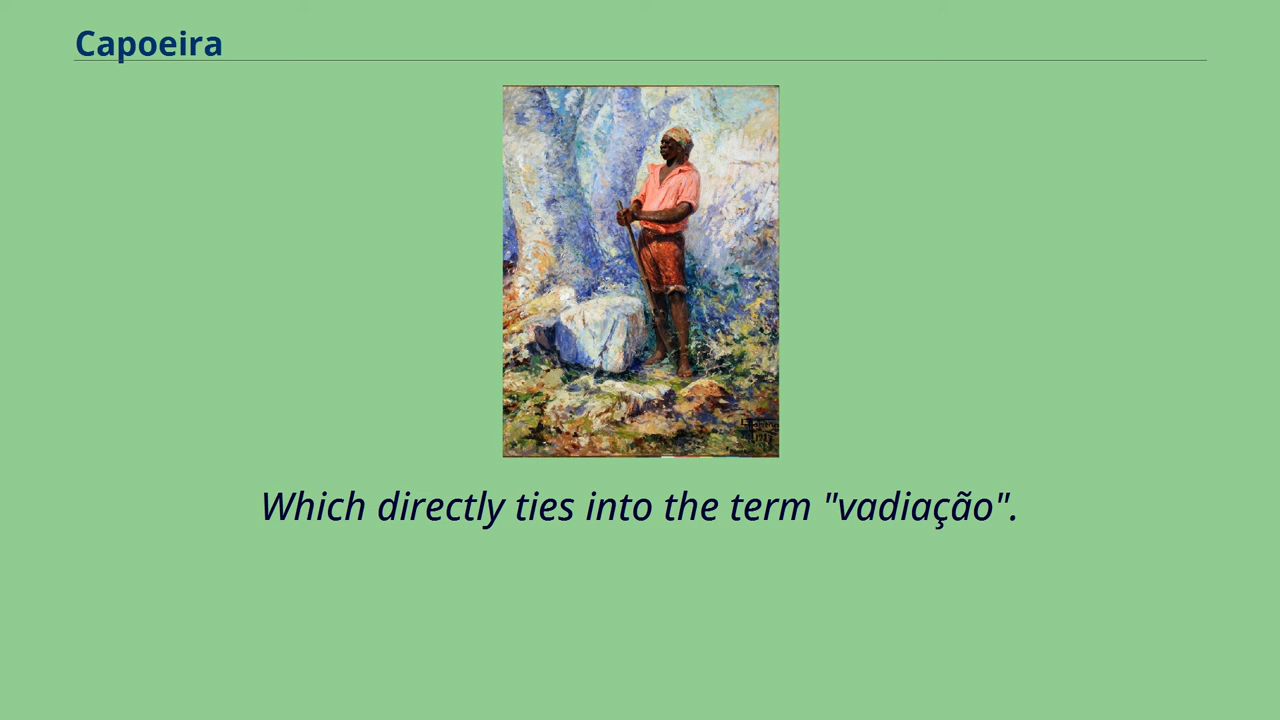 Capoeira
Which directly ties into the term "vadiação".